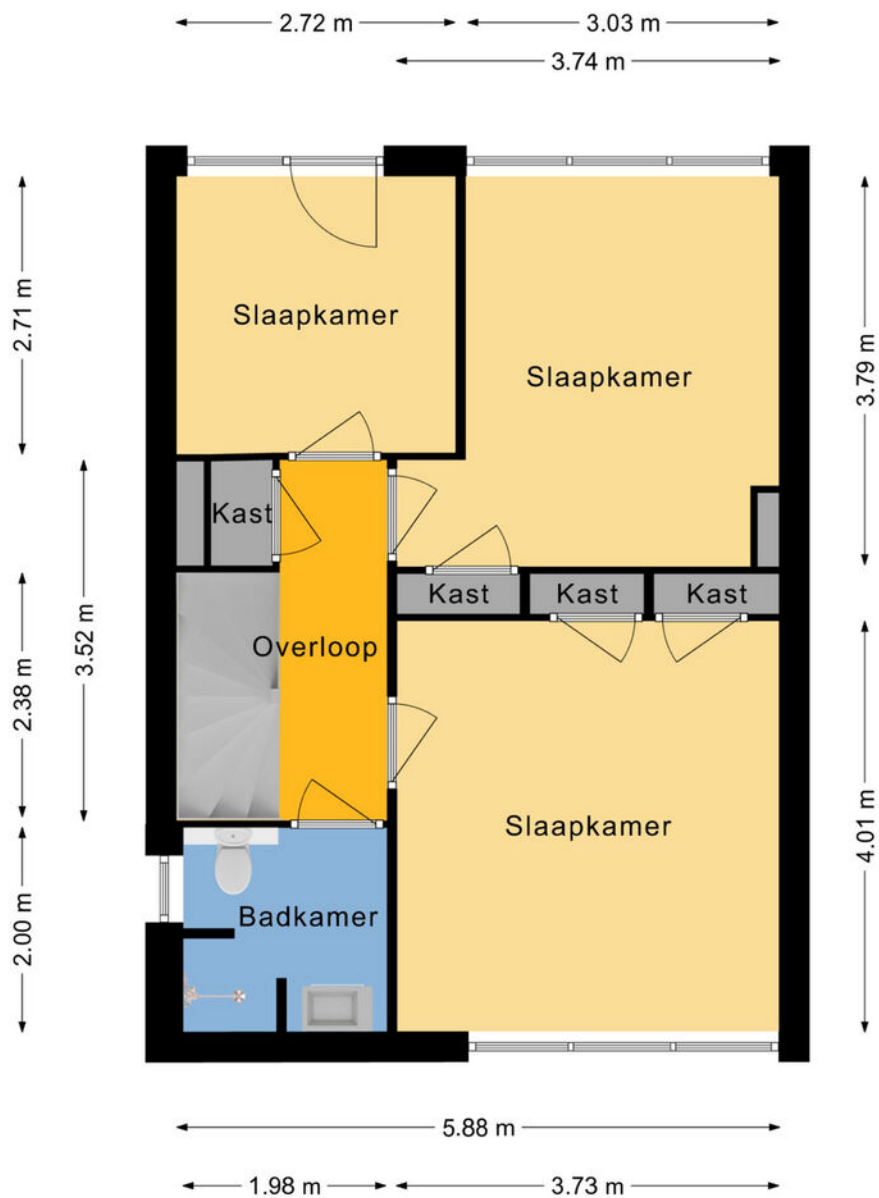 2.72 m
3.03 m
3.74 m
2.71 m
Slaapkamer
Slaapkamer
3.79 m
Kast
3.52 m
2.38 m
Kast
Kast
Kast
Overloop
Slaapkamer
4.01 m
2.00 m
Badkamer
5.88 m
1.98 m
3.73 m